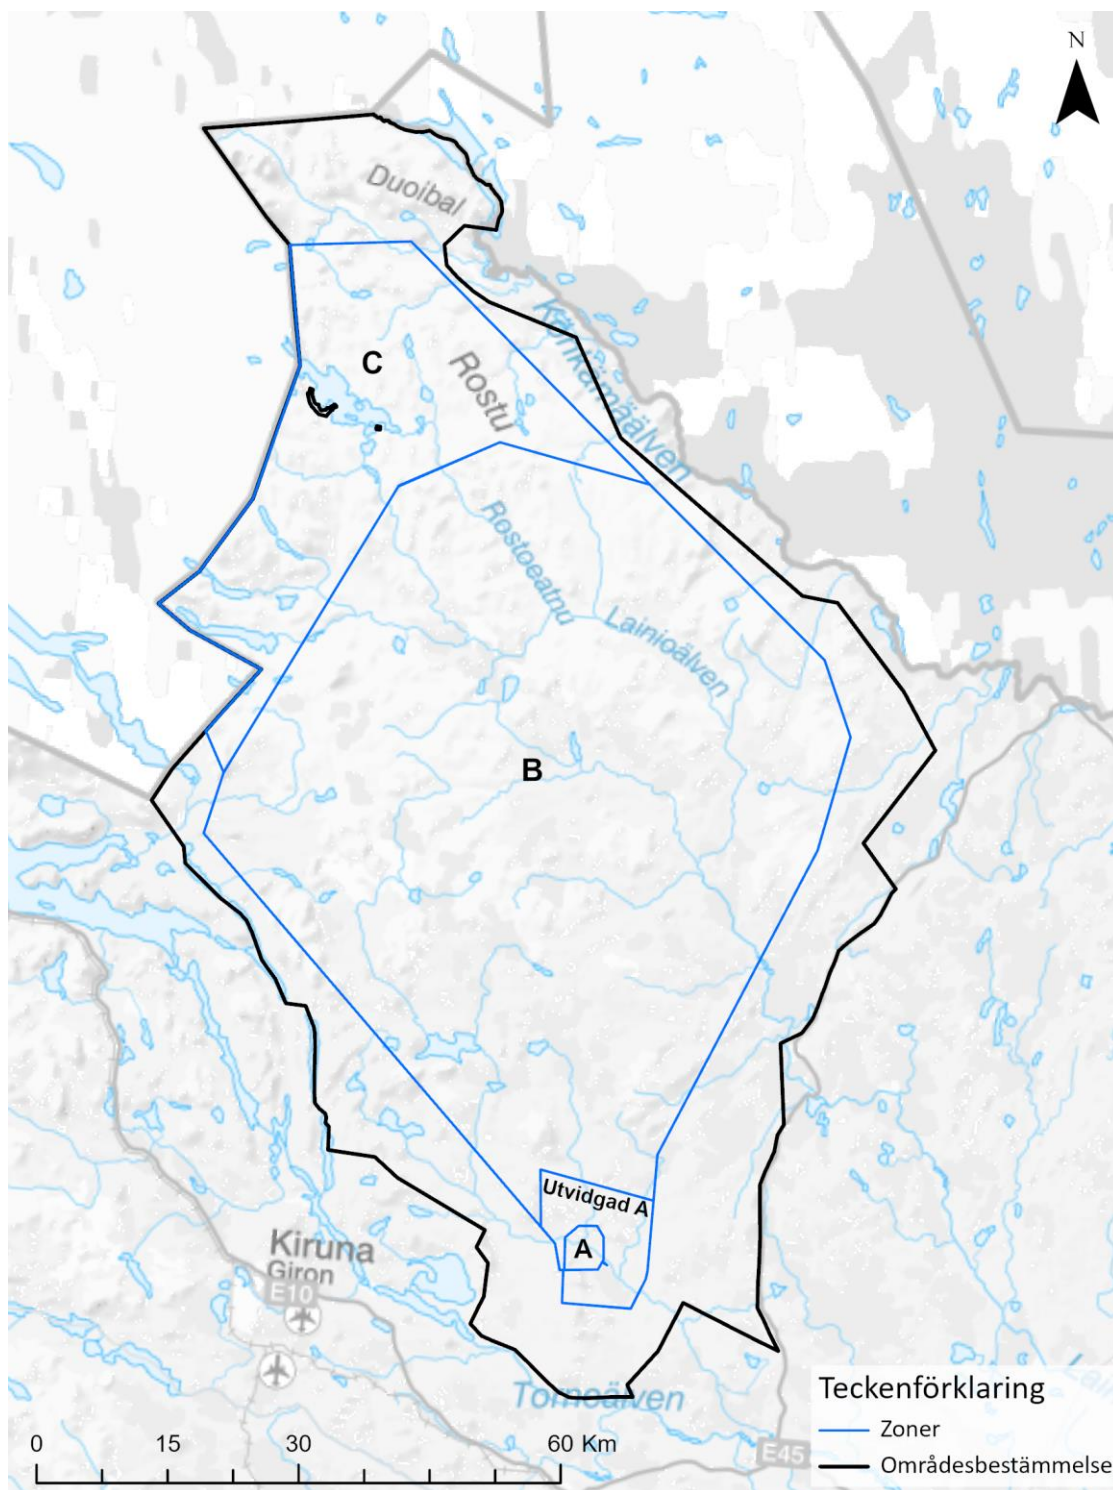 N
Duoibal
Könkämäälven
C
Rostu
Rostoeatnu
Lainioälven
B
Utvidgad A
A
Kiruna
Giron
E10
Torneälven
Teckenförklaring
0 15 30 60 Km
Zoner
E45
Områdesbestämmelse